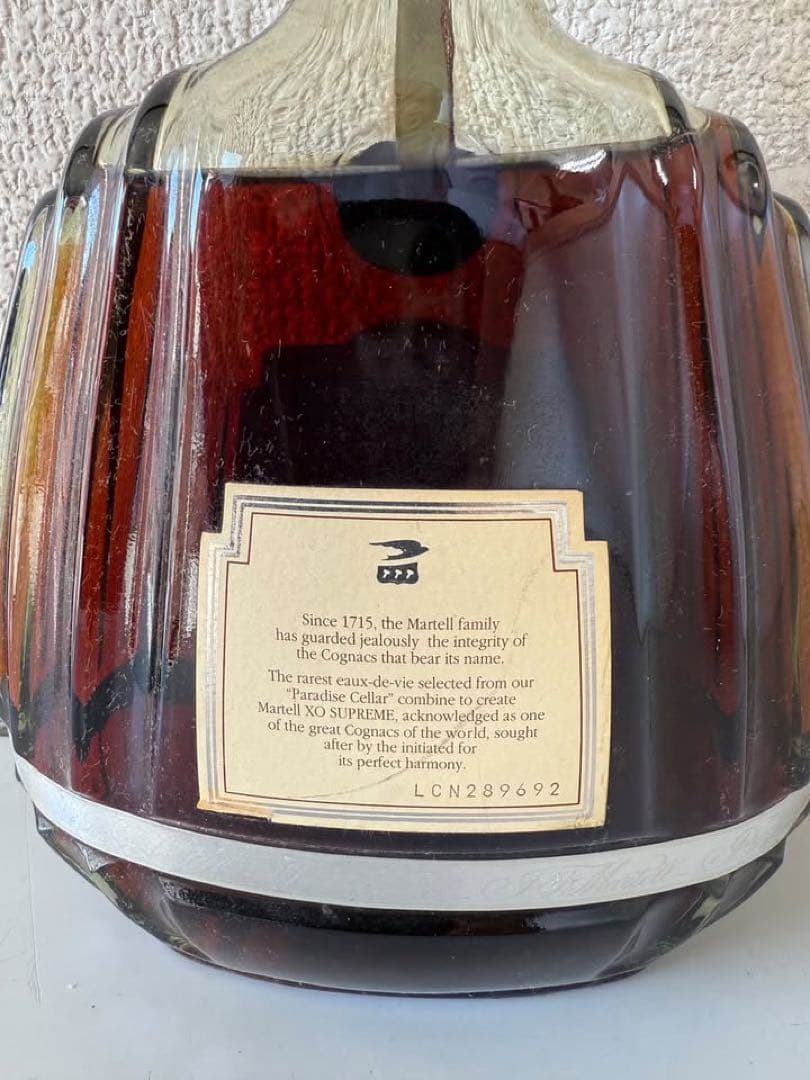 Since 1715, the Martell family
has guarded jealously the integrity of
the Cognacs that bear its name.
The rarest eaux-de-vie selected from our
"Paradise Cellar" combine to create
Martell XO SUPREME, acknowledged as one
of the great Cognacs of the world, sought
after by the initiated for
its perfect harmony.
LCN289692